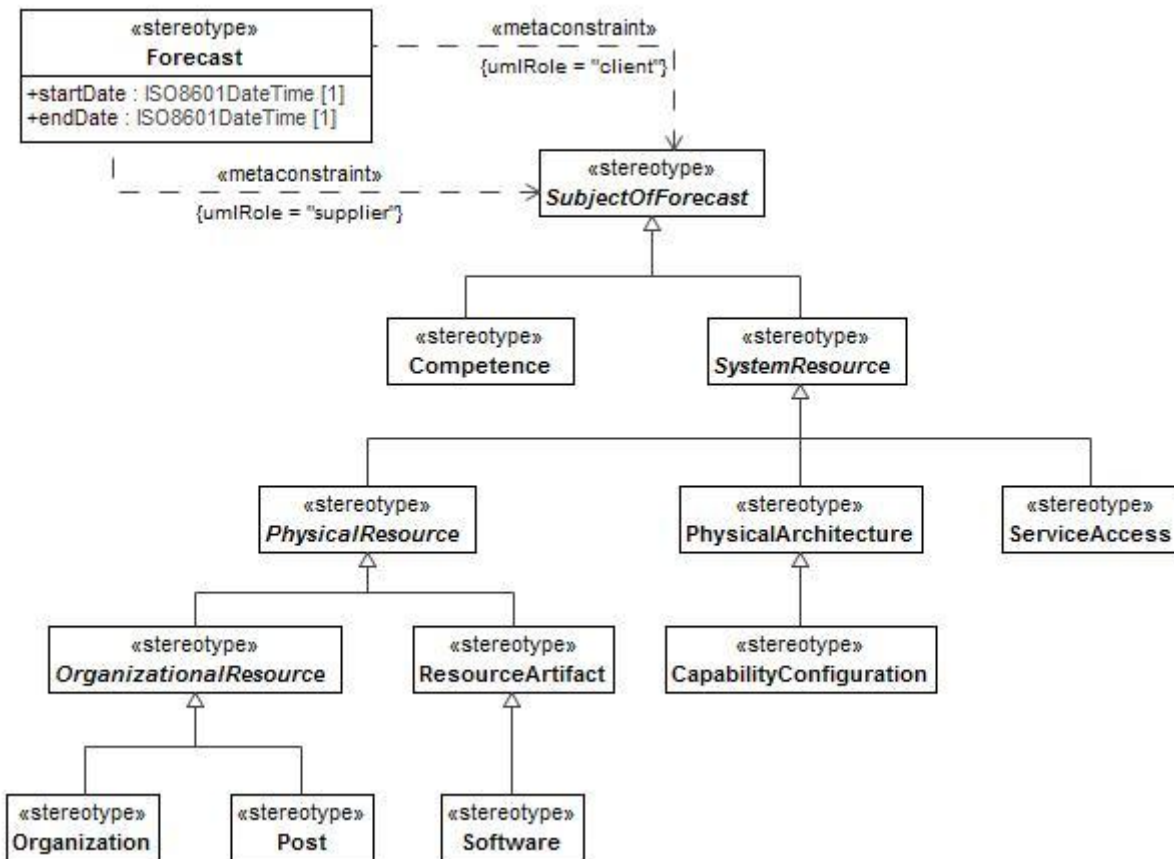 «stereotype»
Forecast
+startDate : ISO8601DateTime [1]
+endDate : ISO8601DateTime [1]
«metaconstraint»
{umlRole = "client"}
«metaconstraint»
{umlRole = "supplier"}
«stereotype»
SubjectOfForecast
«stereotype»
Competence
«stereotype»
SystemResource
«stereotype»
PhysicalResource
«stereotype»
PhysicalArchitecture
«stereotype»
ServiceAccess
«stereotype»
OrganizationalResource
«stereotype»
ResourceArtifact
«stereotype»
CapabilityConfiguration
«stereotype»
Organization
«stereotype»
Post
«stereotype»
Software